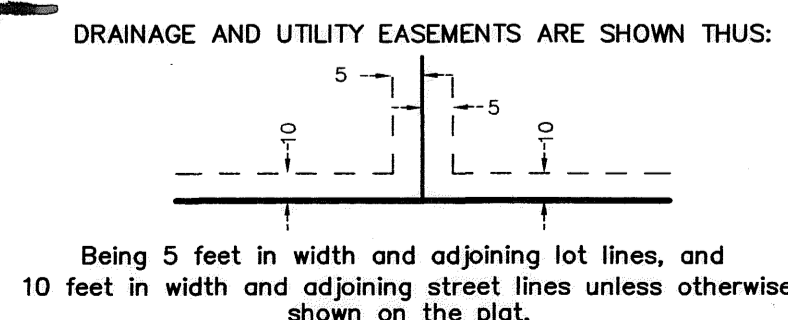 DRAINAGE AND UTILITY EASEMENTS ARE SHOWN THUS:
5
5
10
10
Being 5 feet in width and adjoining lot lines, and
10 feet in width and adjoining street lines unless otherwise
shown on the plat.